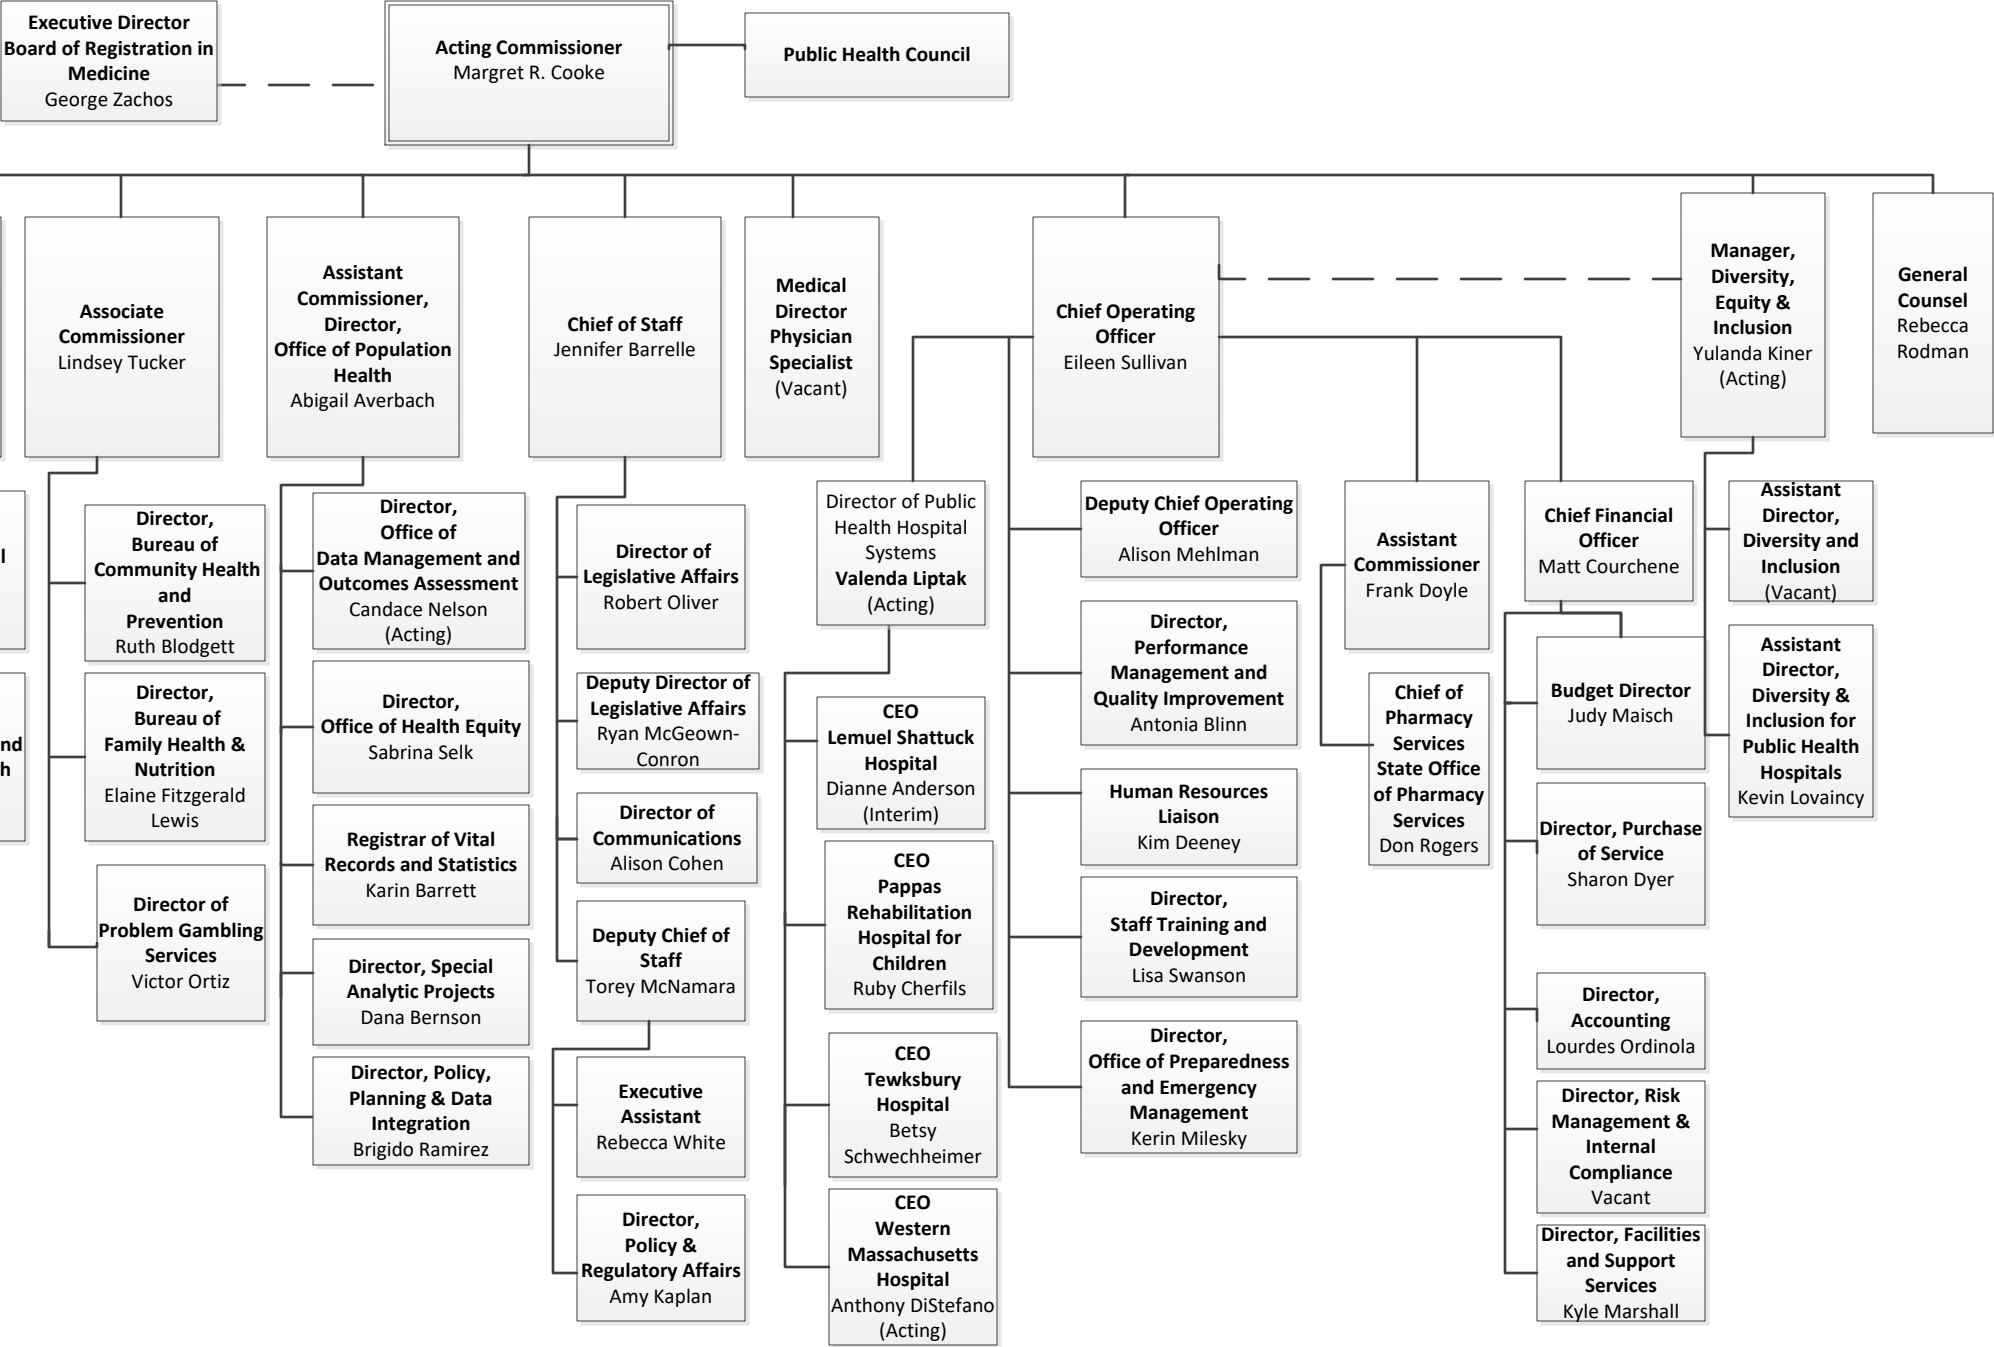 Executive Director
Board of Registration in
Medicine
George Zachos
Acting Commissioner
Margret R. Cooke
Public Health Council
Associate
Commissioner
Lindsey Tucker
Assistant
Commissioner,
Director,
Office of Population
Health
Abigail Averbach
Chief of Staff
Jennifer Barrelle
Medical
Director
Physician
Specialist
(Vacant)
Chief Operating
Officer
Eileen Sullivan
Manager,
Diversity,
Equity &
Inclusion
Yulanda Kiner
(Acting)
General
Counsel
Rebecca
Rodman
l
nd
h
Director,
Bureau of
Community Health
and
Prevention
Ruth Blodgett
Director,
Bureau of
Family Health &
Nutrition
Elaine Fitzgerald
Lewis
Director of
Problem Gambling
Services
Victor Ortiz
Director,
Office of
Data Management and
Outcomes Assessment
Candace Nelson
(Acting)
Director,
Office of Health Equity
Sabrina Selk
Registrar of Vital
Records and Statistics
Karin Barrett
Director, Special
Analytic Projects
Dana Bernson
Director, Policy,
Planning & Data
Integration
Brigido Ramirez
Director of
Legislative Affairs
Robert Oliver
Deputy Director of
Legislative Affairs
Ryan McGeown-
Conron
Director of
Communications
Alison Cohen
Deputy Chief of
Staff
Torey McNamara
Executive
Assistant
Rebecca White
Director,
Policy &
Regulatory Affairs
Amy Kaplan
Director of Public
Health Hospital
Systems
Valenda Liptak
(Acting)
CEO
Lemuel Shattuck
Hospital
Dianne Anderson
(Interim)
CEO
Pappas
Rehabilitation
Hospital for
Children
Ruby Cherfils
CEO
Tewksbury
Hospital
Betsy
Schwechheimer
CEO
Western
Massachusetts
Hospital
Anthony DiStefano
(Acting)
Deputy Chief Operating
Officer
Alison Mehlman
Director,
Performance
Management and
Quality Improvement
Antonia Blinn
Human Resources
Liaison
Kim Deeney
Director,
Staff Training and
Development
Lisa Swanson
Director,
Office of Preparedness
and Emergency
Management
Kerin Milesky
Assistant
Commissioner
Frank Doyle
Chief of
Pharmacy
Services
State Office
of Pharmacy
Services
Don Rogers
Chief Financial
Officer
Matt Courchene
Budget Director
Judy Maisch
Director, Purchase
of Service
Sharon Dyer
Director,
Accounting
Lourdes Ordinola
Director, Risk
Management &
Internal
Compliance
Vacant
Director, Facilities
and Support
Services
Kyle Marshall
Assistant
Director,
Diversity and
Inclusion
(Vacant)
Assistant
Director,
Diversity &
Inclusion for
Public Health
Hospitals
Kevin Lovaincy